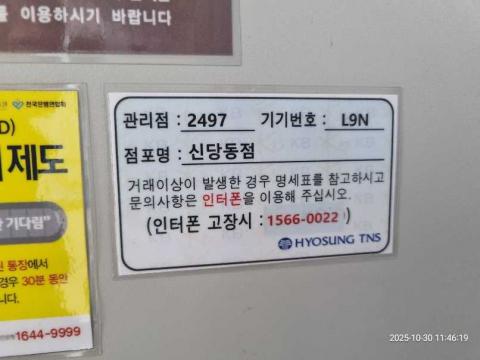 를 이용하시기 바랍니다
전국은행연합회
D)
제도
기다림"
통장에서
경우 30분 동안
니다.
1644-9999
관리점 : 2497 기기번호 : L9N
점포명 : 신당동점
거래이상이 발생한 경우 명세표를 참고하시고
문의사항은 인터폰을 이용해 주십시오.
(인터폰 고장시 : 1566-0022 )
HYOSUNG TNS
2025-10-30 11:46:19